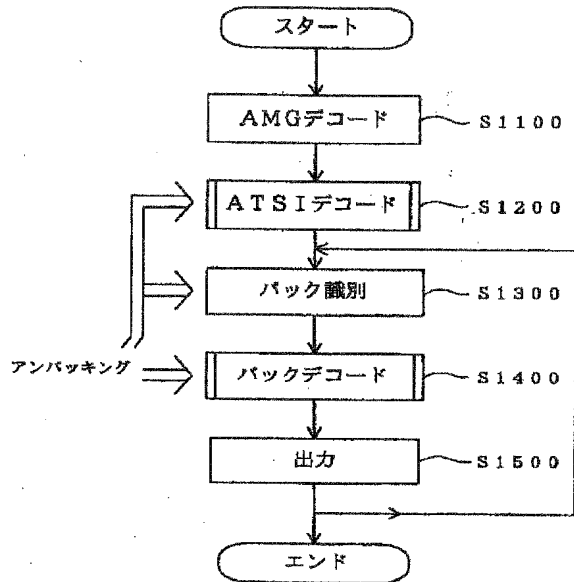 スタート
AMGデコード
S1100
ATSIデコード
S1200
パック識別
S1300
アンパッキング
パックデコード
S1400
出力
S1500
エンド